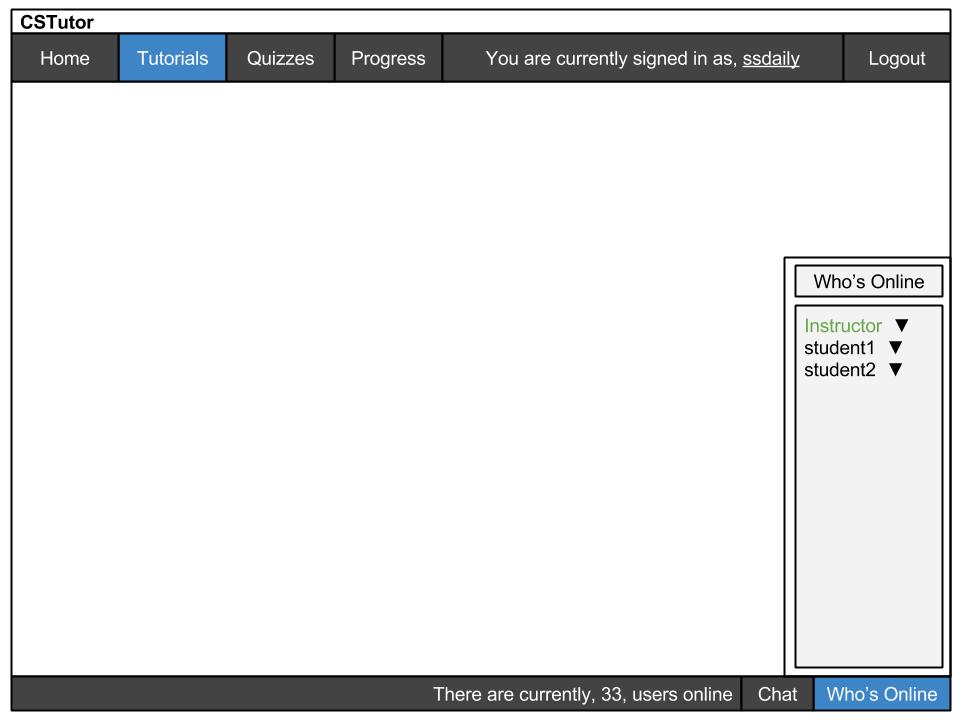 CSTutor
Home Tutorials Quizzes Progress You are currently signed in as, ssdaily Logout
Who's Online
Instructor ▼
student1 ▼
student2 ▼
There are currently, 33, users online Chat Who's Online